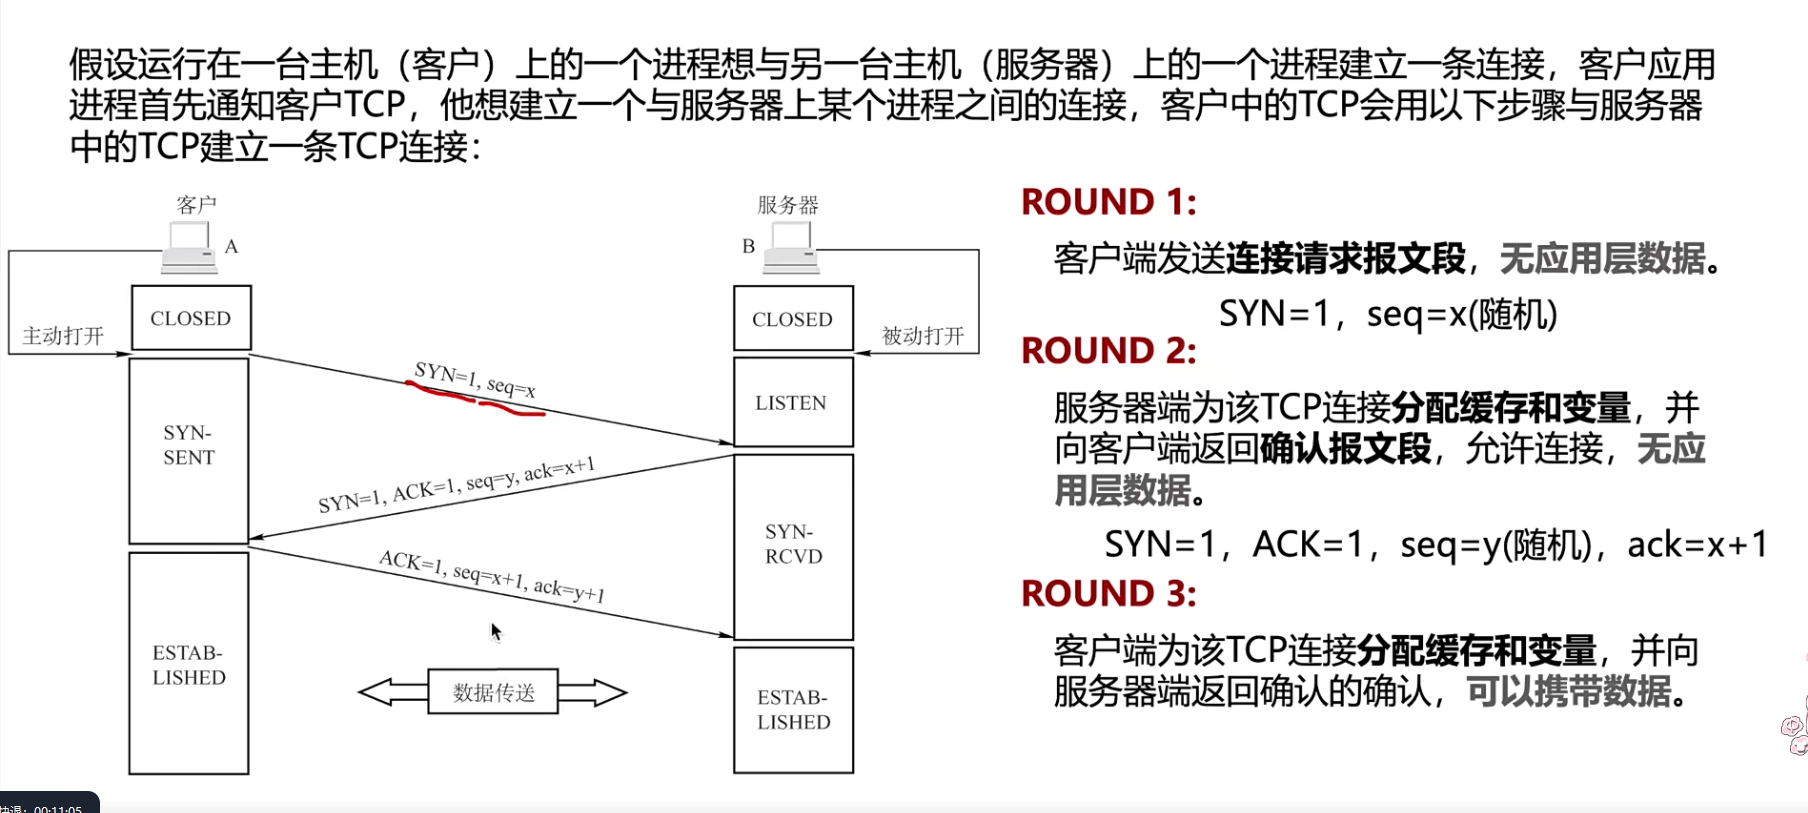 假设运行在一台主机（客户）上的一个进程想与另一台主机（服务器）上的一个进程建立一条连接，客户应用
进程首先通知客户TCP，他想建立一个与服务器上某个进程之间的连接，客户中的TCP会用以下步骤与服务器
中的TCP建立一条TCP连接：
客户
A
服务器
B
CLOSED
CLOSED
主动打开
被动打开
SYN=1, seq=x
SYN-
SENT
LISTEN
SYN=1, ACK=1, seq=y, ack=x+1
SYN-
RCVD
ACK=1, seq=x+1, ack=y+1
ESTAB-
LISHED
数据传送
ESTAB-
LISHED
ROUND 1:
客户端发送连接请求报文段，无应用层数据。
SYN=1，seq=x(随机)
ROUND 2:
服务器端为该TCP连接分配缓存和变量，并
向客户端返回确认报文段，允许连接，无应
用层数据。
SYN=1，ACK=1，seq=y(随机)，ack=x+1
ROUND 3:
客户端为该TCP连接分配缓存和变量，并向
服务器端返回确认的确认，可以携带数据。
快退：00:11:05